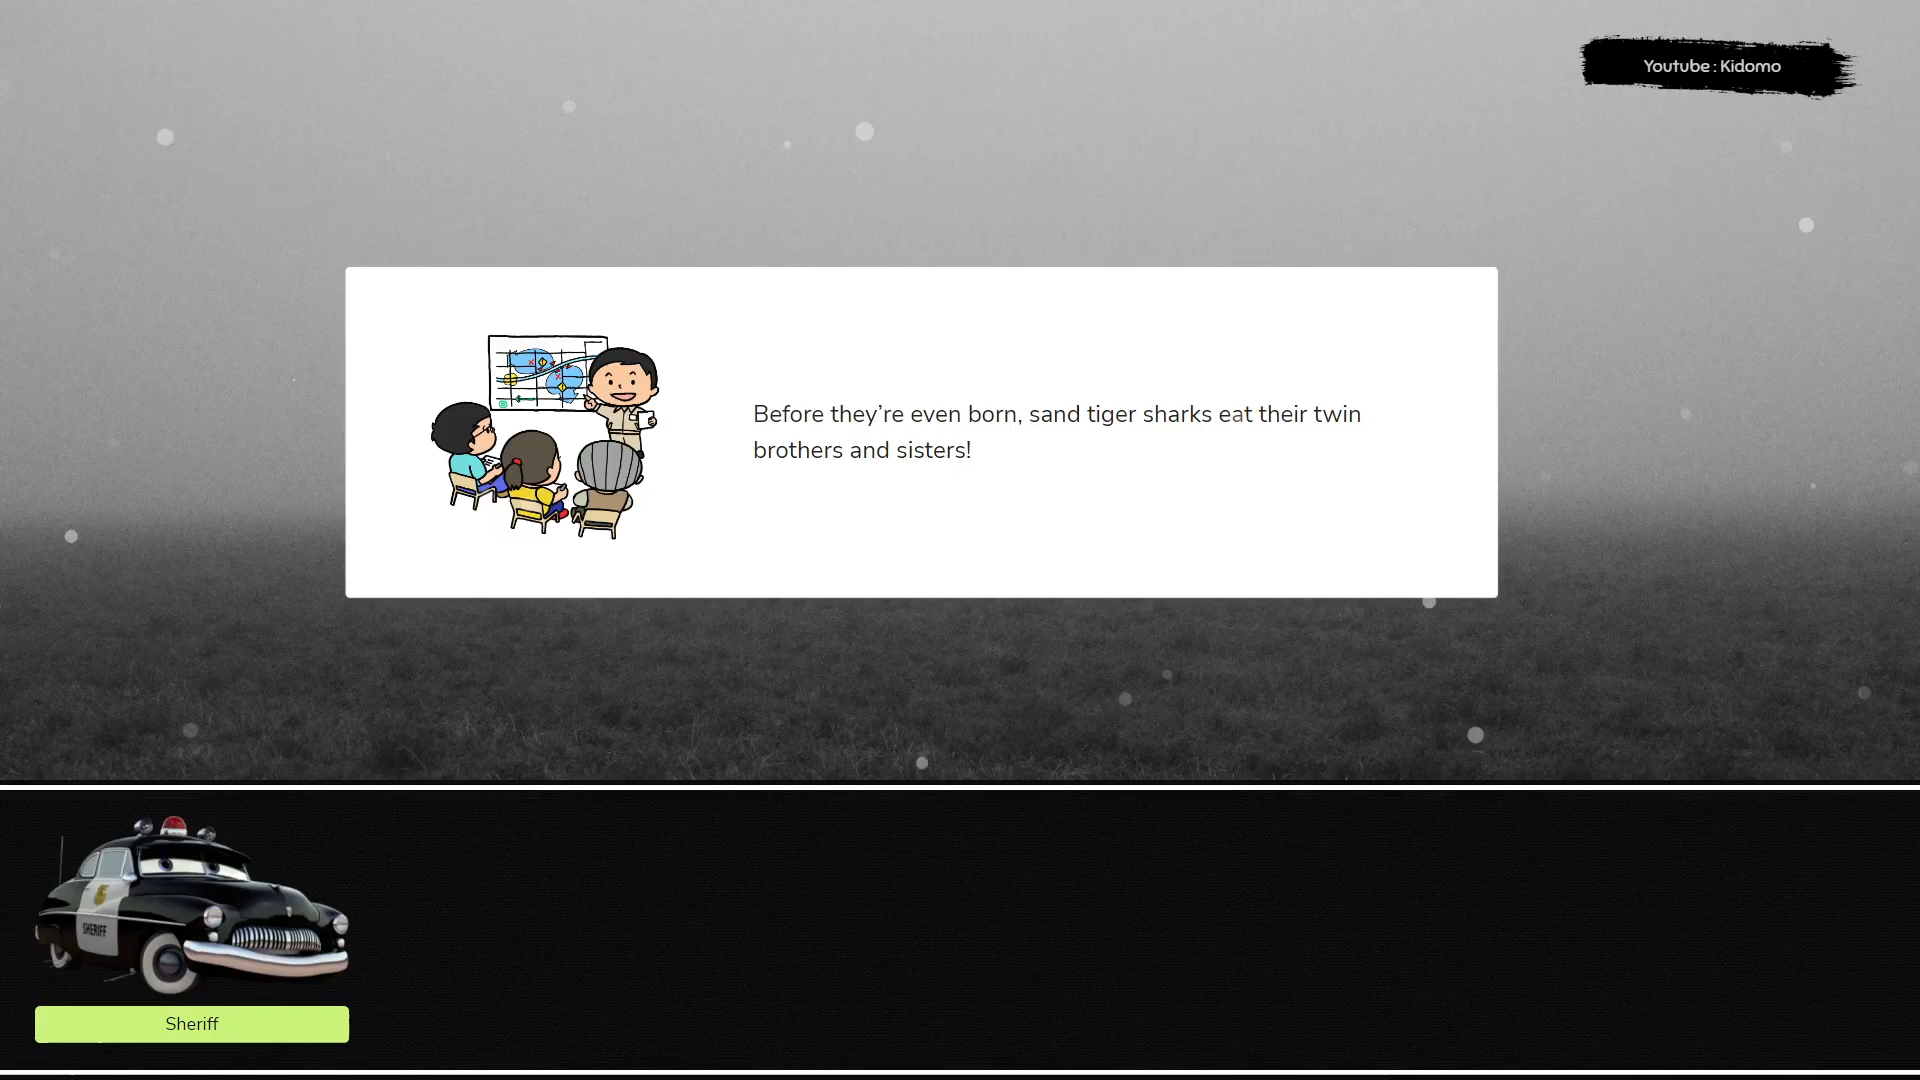 Youtube : Kidomo
Before they’re even born, sand tiger sharks eat their twin
brothers and sisters!
SHERIFF
Sheriff